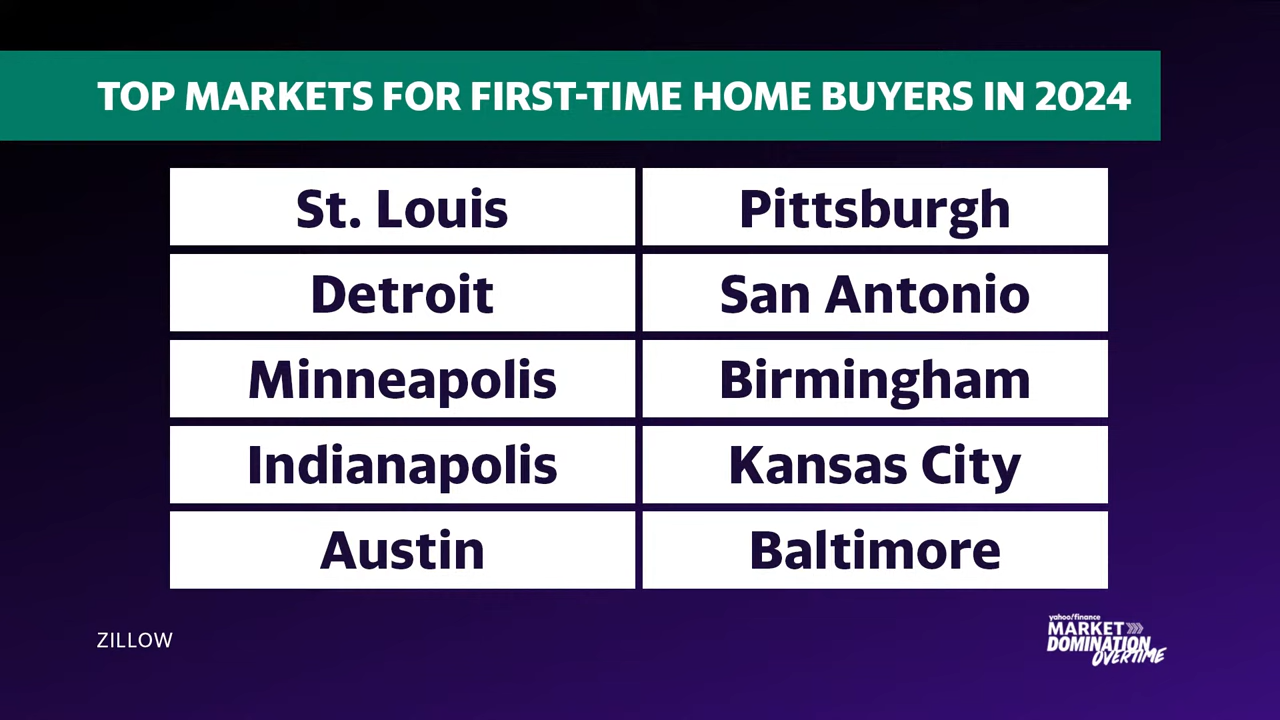 TOP MARKETS FOR FIRST-TIME HOME BUYERS IN 2024
St. Louis
Pittsburgh
Detroit
San Antonio
Minneapolis
Birmingham
Indianapolis
Kansas City
Austin
Baltimore
ZILLOW
yahoo!finance
MARKET
DOMINATION
OVERTIME